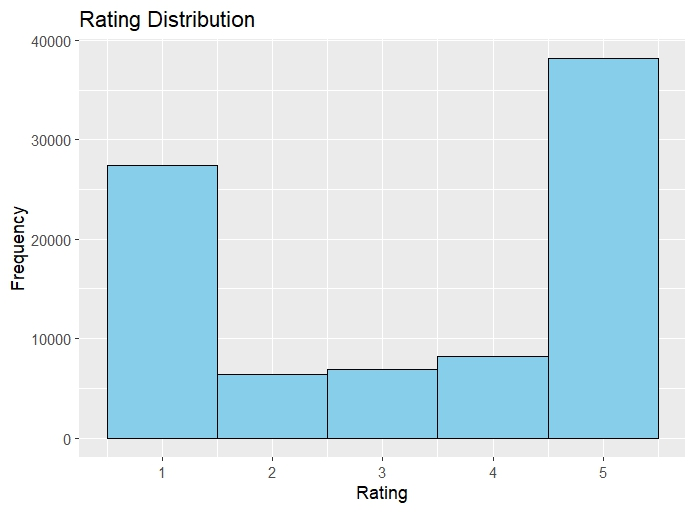 Rating Distribution
40000
30000
20000
10000
0
Frequency
1 2 3 4 5
Rating